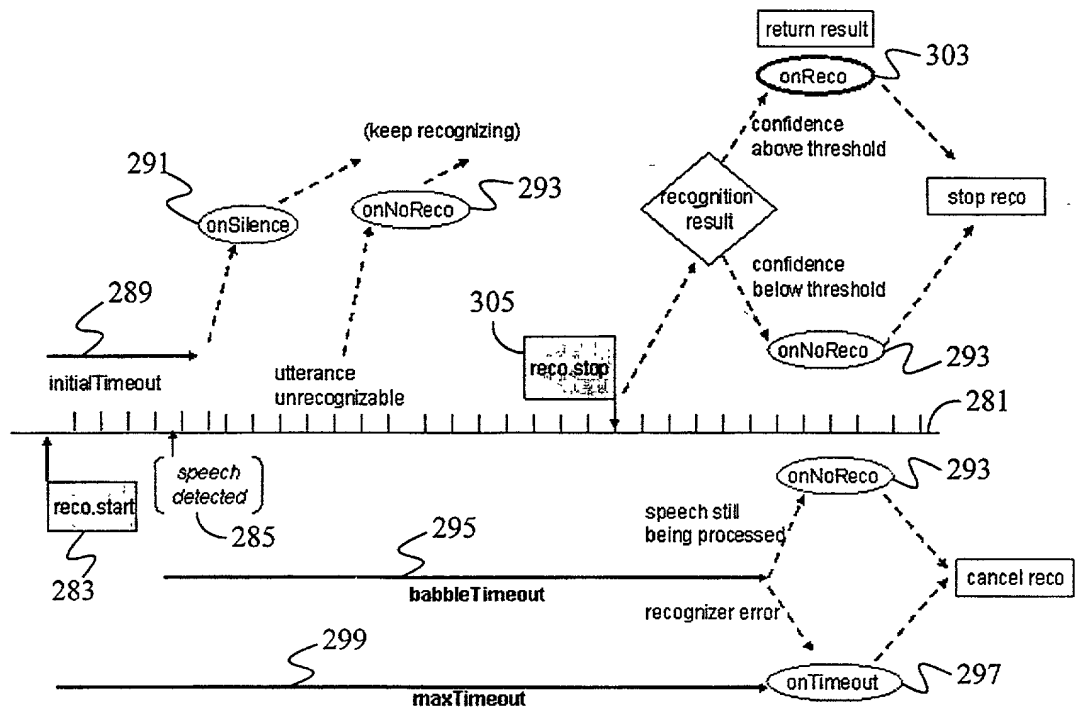 return result
onReco
303
(keep recognizing)
confidence
above threshold
291
293
onSilence
onNoReco
recognition
result
stop reco
confidence
below threshold
289
305
reco.stop
onNoReco
293
initialTimeout
utterance
unrecognizable
281
speech
detected
onNoReco
293
reco.start
285
295
speech still
being processed
283
babbleTimeout
cancel reco
recognizer error
299
maxTimeout
onTimeout
297